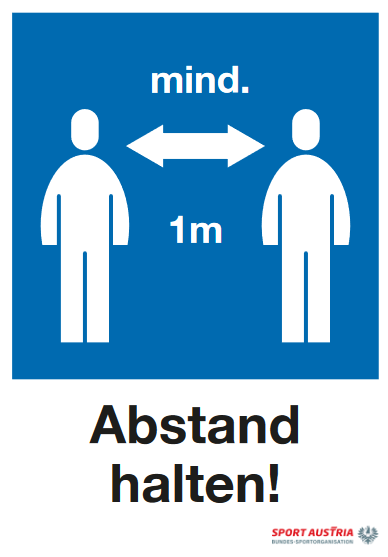 mind.
1m
Abstand
halten!
SPORT AUSTRIA
BUNDES-SPORTORGANISATION